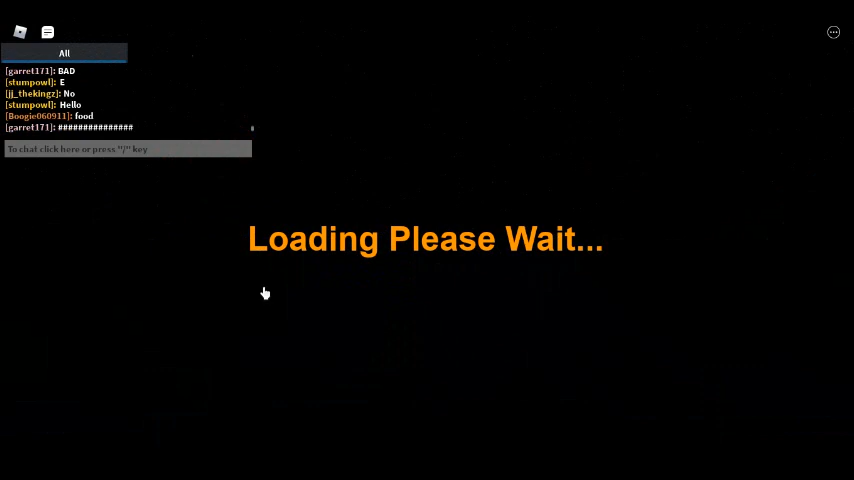 All
[garret171]: BAD
[stumpowl]: E
[jj_thekingz]: No
[stumpowl]: Hello
[Boogie060911]: food
[garret171]: ###############
To chat click here or press "/" key
Loading Please Wait...